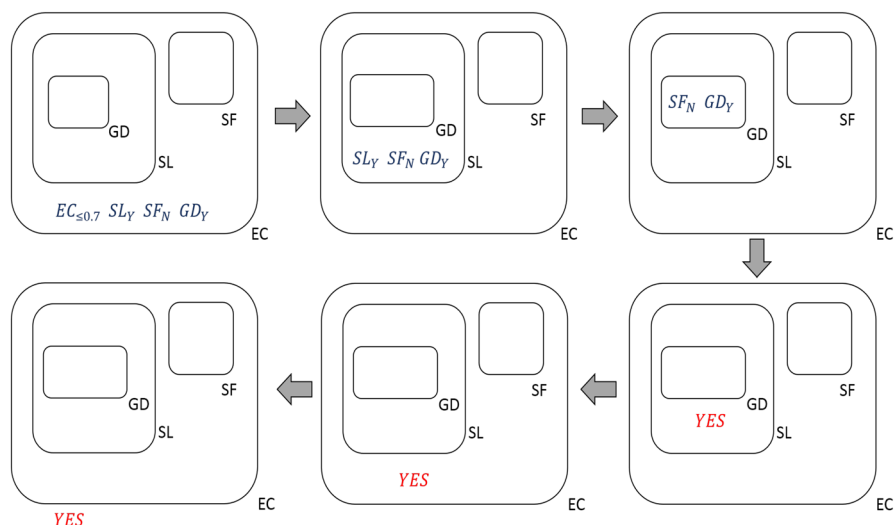 GD
SF
SL
EC≤0.7 SLY SFN GDY
EC
GD
SF
SLY SFN GDY
SL
EC
SFN GDY
GD
SF
SL
EC
GD
SF
SL
EC
YES
GD
SF
SL
YES
EC
GD
SF
YES
SL
EC